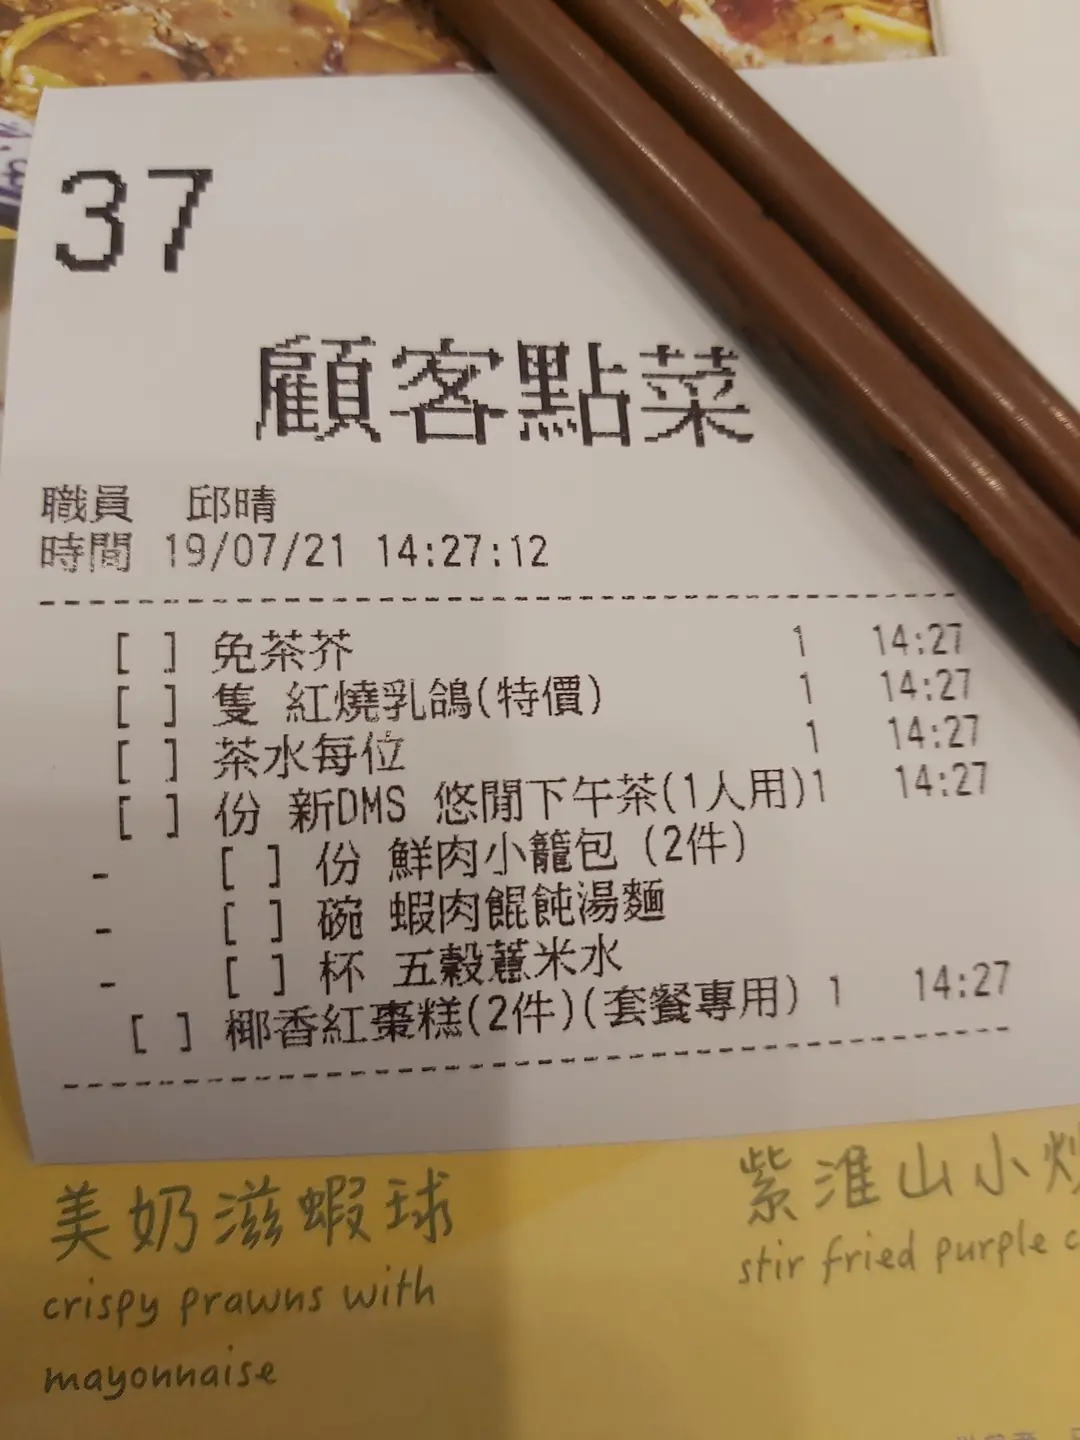 37
顧客點菜
職員 邱晴
時間 19/07/21 14:27:12
[ ] 免茶芥 1 14:27
[ ] 隻 紅燒乳鴿(特價) 1 14:27
[ ] 茶水每位 1 14:27
[ ] 份 新DMS 悠閒下午茶(1人用)1 14:27
- [ ] 份 鮮肉小籠包 (2件)
- [ ] 碗 蝦肉餛飩湯麵
- [ ] 杯 五穀薏米水
[ ] 椰香紅棗糕(2件)(套餐專用) 1 14:27
美奶滋蝦球
crispy prawns with
mayonnaise
紫淮山小炒
stir fried purple c